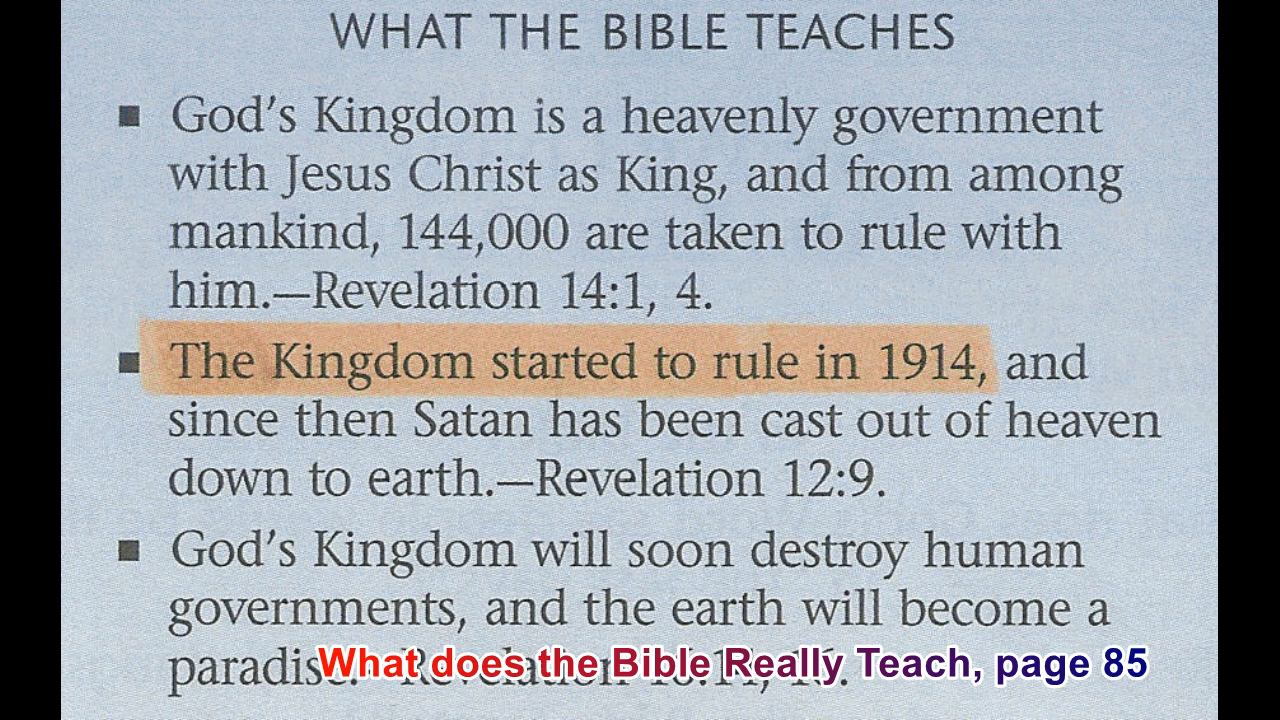 WHAT THE BIBLE TEACHES
■ God's Kingdom is a heavenly government
with Jesus Christ as King, and from among
mankind, 144,000 are taken to rule with
him.—Revelation 14:1, 4.
■ The Kingdom started to rule in 1914, and
since then Satan has been cast out of heaven
down to earth.—Revelation 12:9.
■ God's Kingdom will soon destroy human
governments, and the earth will become a
paradise.—Revelation
What does the Bible Really Teach, page 85